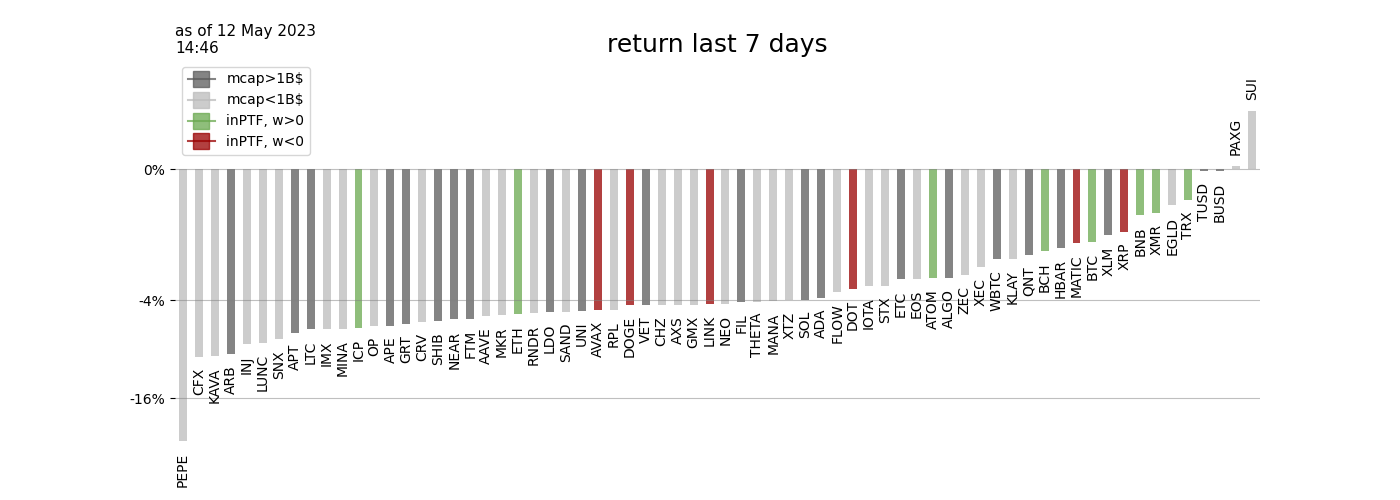 as of 12 May 2023
14:46
return last 7 days
mcap>1B$
mcap<1B$
inPTF, w>0
inPTF, w<0
0%
-4%
-16%
PEPE
CFX
KAVA
ARB
INJ
LUNC
SNX
APT
LTC
IMX
MINA
ICP
OP
APE
GRT
CRV
SHIB
NEAR
FTM
AAVE
MKR
ETH
RNDR
LDO
SAND
UNI
AVAX
RPL
DOGE
VET
CHZ
AXS
GMX
LINK
NEO
FIL
THETA
MANA
XTZ
SOL
ADA
FLOW
DOT
IOTA
STX
ETC
EOS
ATOM
ALGO
ZEC
XEC
WBTC
KLAY
QNT
BCH
HBAR
MATIC
BTC
XLM
XRP
BNB
XMR
EGLD
TRX
TUSD
BUSD
PAXG
SUI